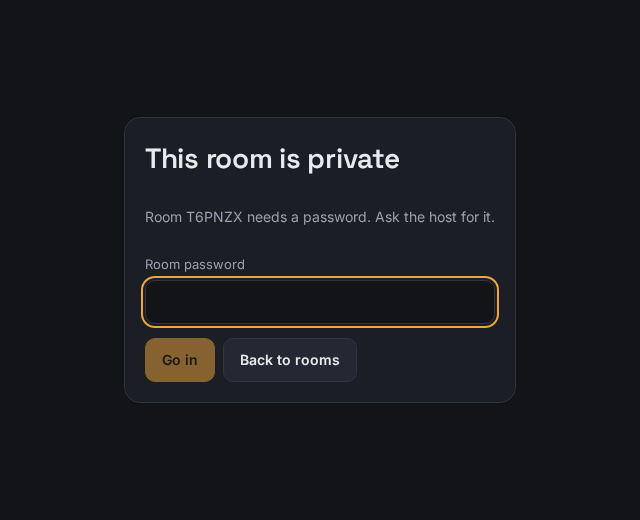 This room is private
Room T6PNZX needs a password. Ask the host for it.
Room password
Go in
Back to rooms